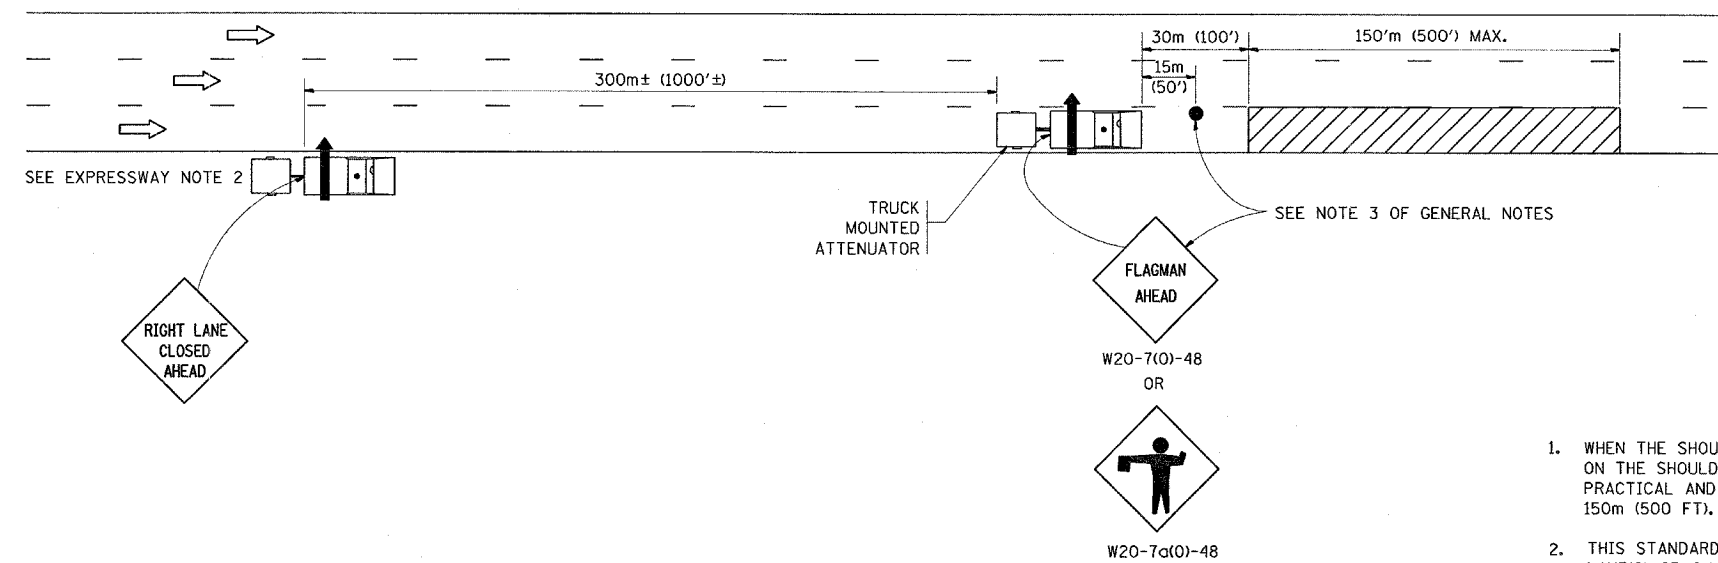 30m (100')
150'm (500') MAX.
15m
(50')
300m± (1000'±)
SEE EXPRESSWAY NOTE 2
TRUCK
MOUNTED
ATTENUATOR
SEE NOTE 3 OF GENERAL NOTES
FLAGMAN
AHEAD
RIGHT LANE
CLOSED
AHEAD
W20-7(O)-48
OR
W20-7a(O)-48
1. WHEN THE SHOU
ON THE SHOULD
PRACTICAL AND
150m (500 FT).
2. THIS STANDARD